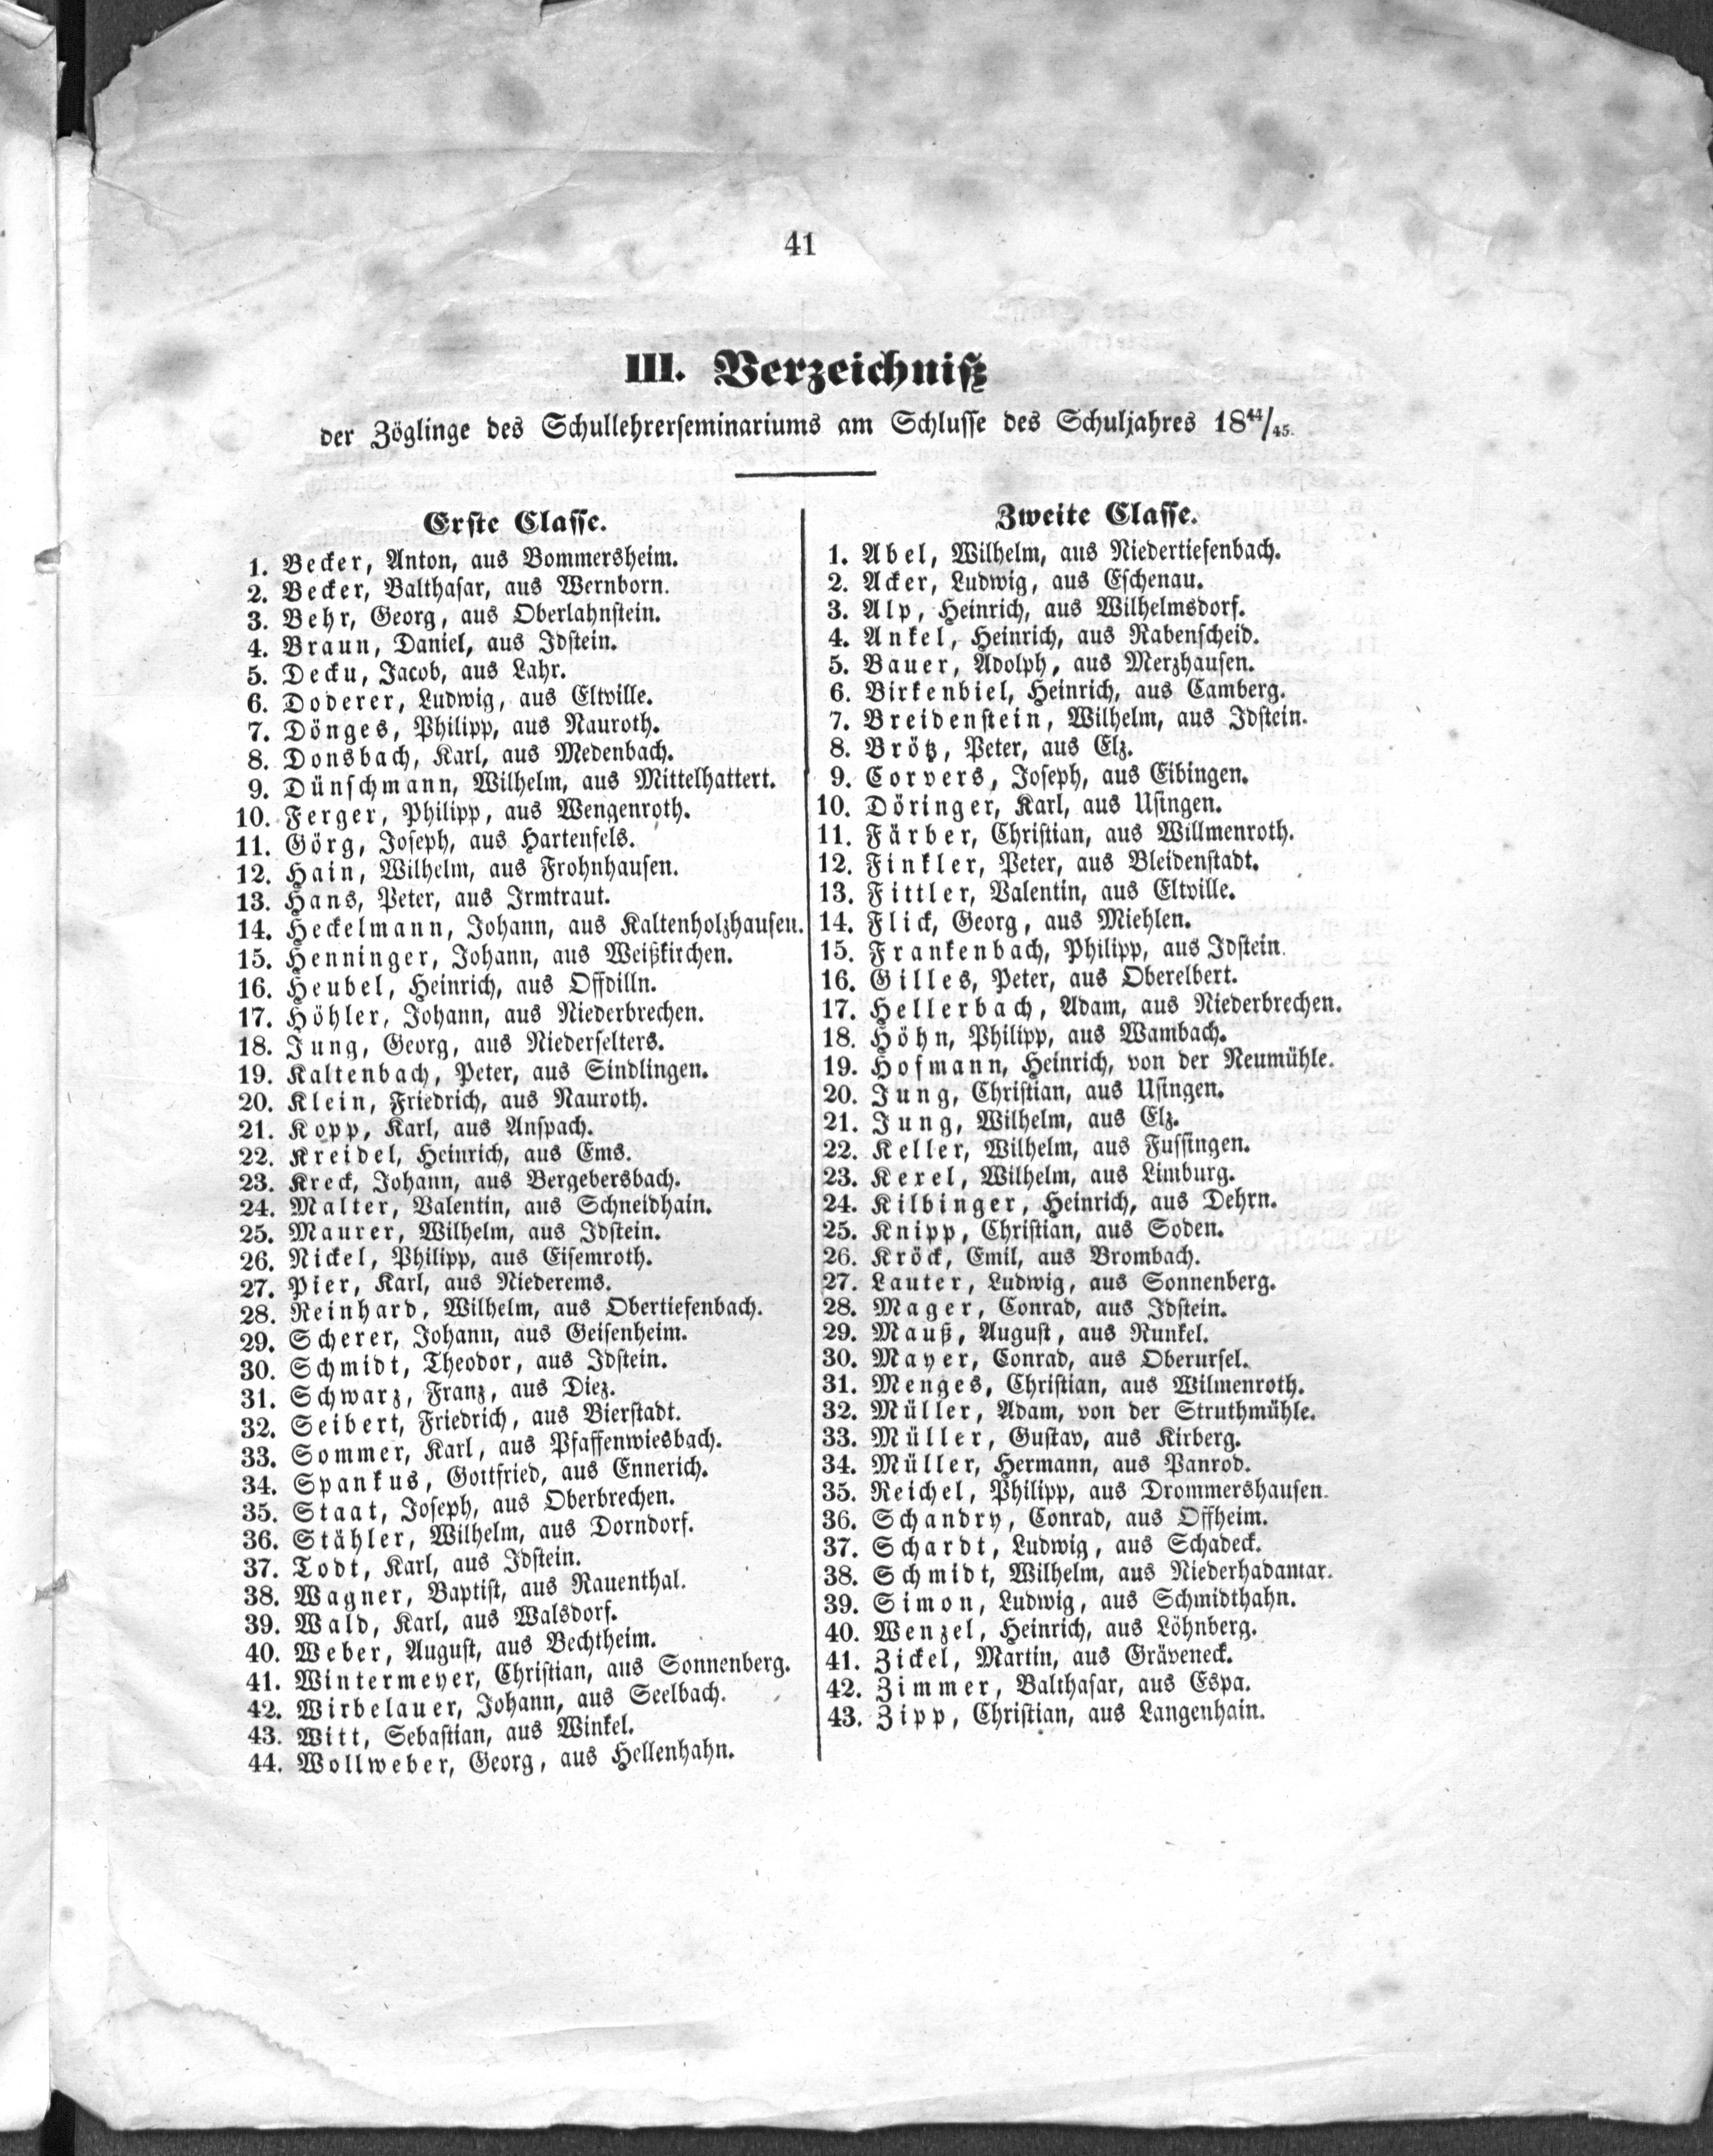 41
III. Verzeichniß
der Zöglinge des Schullehrerseminariums am Schlusse des Schuljahres 18⁴⁴/₄₅.
Erste Classe.
1. Becker, Anton, aus Bommersheim.
2. Becker, Balthasar, aus Wernborn.
3. Behr, Georg, aus Oberlahnstein.
4. Braun, Daniel, aus Idstein.
5. Decku, Jacob, aus Lahr.
6. Doderer, Ludwig, aus Eltville.
7. Dönges, Philipp, aus Nauroth.
8. Donsbach, Karl, aus Medenbach.
9. Dünschmann, Wilhelm, aus Mittelhattert.
10. Ferger, Philipp, aus Wengenroth.
11. Görg, Joseph, aus Hartenfels.
12. Hain, Wilhelm, aus Frohnhausen.
13. Hans, Peter, aus Irmtraut.
14. Heckelmann, Johann, aus Kaltenholzhausen.
15. Henninger, Johann, aus Weißkirchen.
16. Heubel, Heinrich, aus Offdilln.
17. Höhler, Johann, aus Niederbrechen.
18. Jung, Georg, aus Niederselters.
19. Kaltenbach, Peter, aus Sindlingen.
20. Klein, Friedrich, aus Nauroth.
21. Kopp, Karl, aus Anspach.
22. Kreidel, Heinrich, aus Ems.
23. Kreck, Johann, aus Bergebersbach.
24. Malter, Valentin, aus Schneidhain.
25. Maurer, Wilhelm, aus Idstein.
26. Nickel, Philipp, aus Eisemroth.
27. Pier, Karl, aus Niederems.
28. Reinhard, Wilhelm, aus Obertiefenbach.
29. Scherer, Johann, aus Geisenheim.
30. Schmidt, Theodor, aus Idstein.
31. Schwarz, Franz, aus Diez.
32. Seibert, Friedrich, aus Bierstadt.
33. Sommer, Karl, aus Pfaffenwiesbach.
34. Spankus, Gottfried, aus Ennerich.
35. Staat, Joseph, aus Oberbrechen.
36. Stähler, Wilhelm, aus Dorndorf.
37. Todt, Karl, aus Idstein.
38. Wagner, Baptist, aus Rauenthal.
39. Wald, Karl, aus Walsdorf.
40. Weber, August, aus Bechtheim.
41. Wintermeyer, Christian, aus Sonnenberg.
42. Wirbelauer, Johann, aus Seelbach.
43. Witt, Sebastian, aus Winkel.
44. Wollweber, Georg, aus Hellenhahn.
Zweite Classe.
1. Abel, Wilhelm, aus Niedertiefenbach.
2. Acker, Ludwig, aus Eschenau.
3. Alp, Heinrich, aus Wilhelmsdorf.
4. Ankel, Heinrich, aus Rabenscheid.
5. Bauer, Adolph, aus Merzhausen.
6. Birkenbiel, Heinrich, aus Camberg.
7. Breidenstein, Wilhelm, aus Idstein.
8. Brötz, Peter, aus Elz.
9. Corvers, Joseph, aus Eibingen.
10. Döringer, Karl, aus Usingen.
11. Färber, Christian, aus Willmenroth.
12. Finkler, Peter, aus Bleidenstadt.
13. Fittler, Valentin, aus Eltville.
14. Flick, Georg, aus Miehlen.
15. Frankenbach, Philipp, aus Idstein.
16. Gilles, Peter, aus Oberelbert.
17. Hellerbach, Adam, aus Niederbrechen.
18. Höhn, Philipp, aus Wambach.
19. Hofmann, Heinrich, von der Neumühle.
20. Jung, Christian, aus Usingen.
21. Jung, Wilhelm, aus Elz.
22. Keller, Wilhelm, aus Fussingen.
23. Kexel, Wilhelm, aus Limburg.
24. Kilbinger, Heinrich, aus Dehrn.
25. Knipp, Christian, aus Soden.
26. Kröck, Emil, aus Brombach.
27. Lauter, Ludwig, aus Sonnenberg.
28. Mager, Conrad, aus Idstein.
29. Mauß, August, aus Runkel.
30. Mayer, Conrad, aus Oberursel.
31. Menges, Christian, aus Wilmenroth.
32. Müller, Adam, von der Struthmühle.
33. Müller, Gustav, aus Kirberg.
34. Müller, Hermann, aus Panrod.
35. Reichel, Philipp, aus Drommershausen.
36. Schandry, Conrad, aus Offheim.
37. Schardt, Ludwig, aus Schadeck.
38. Schmidt, Wilhelm, aus Niederhadamar.
39. Simon, Ludwig, aus Schmidthahn.
40. Wenzel, Heinrich, aus Löhnberg.
41. Zickel, Martin, aus Gräveneck.
42. Zimmer, Balthasar, aus Espa.
43. Zipp, Christian, aus Langenhain.